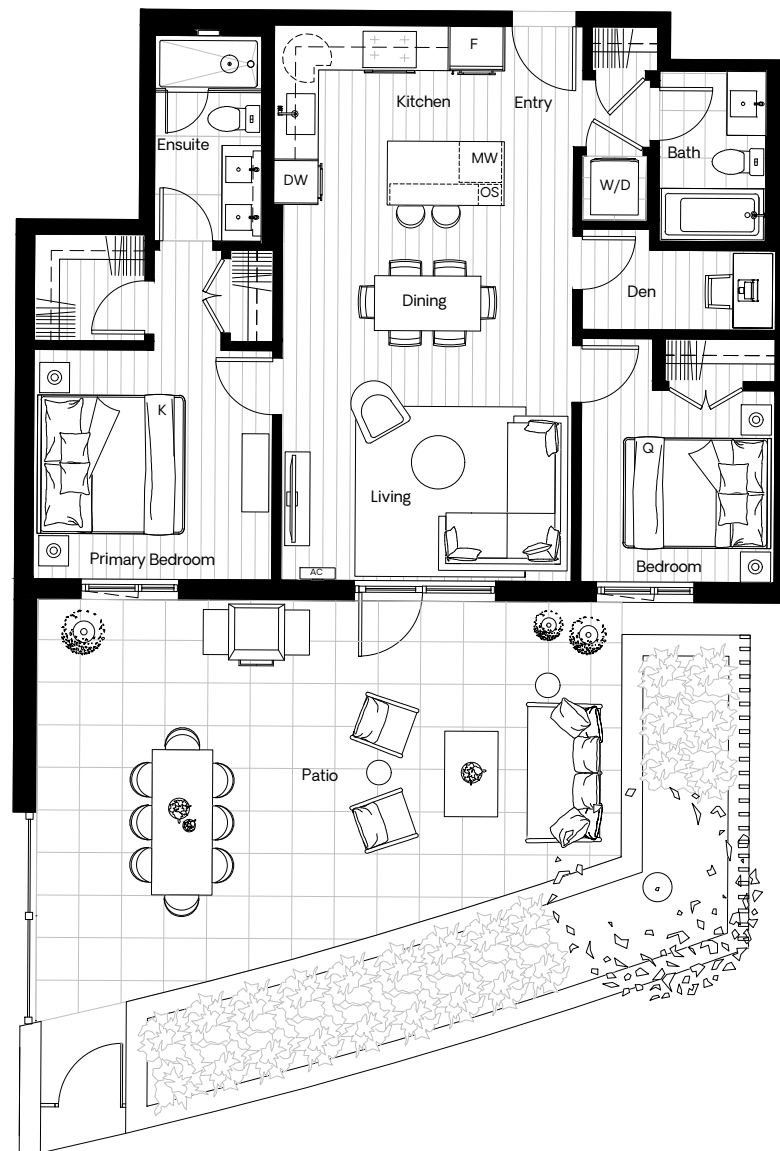 F
Kitchen
Entry
Ensuite
Bath
MW
DW
W/D
OS
Den
Dining
K
Q
Living
Primary Bedroom
Bedroom
AC
Patio